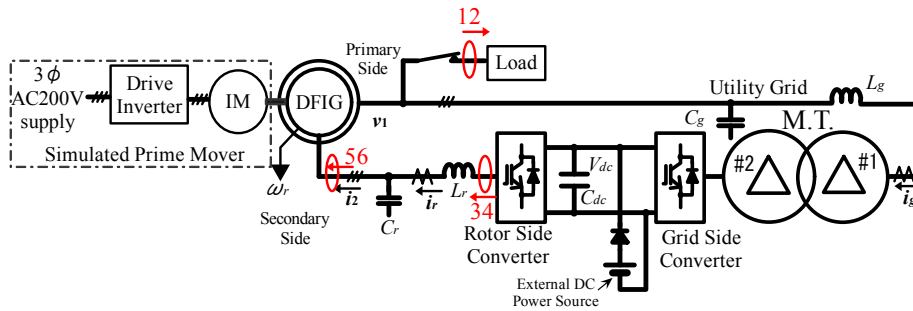 12
Primary
Side
Load
3 ϕ
AC200V
supply
Drive
Inverter
IM
DFIG
v1
Utility Grid
Lg
Cg
M.T.
#2
#1
ig
Simulated Prime Mover
ωr
56
i2
Secondary
Side
Cr
ir
Lr
34
Vdc
Cdc
Rotor Side
Converter
Grid Side
Converter
External DC
Power Source